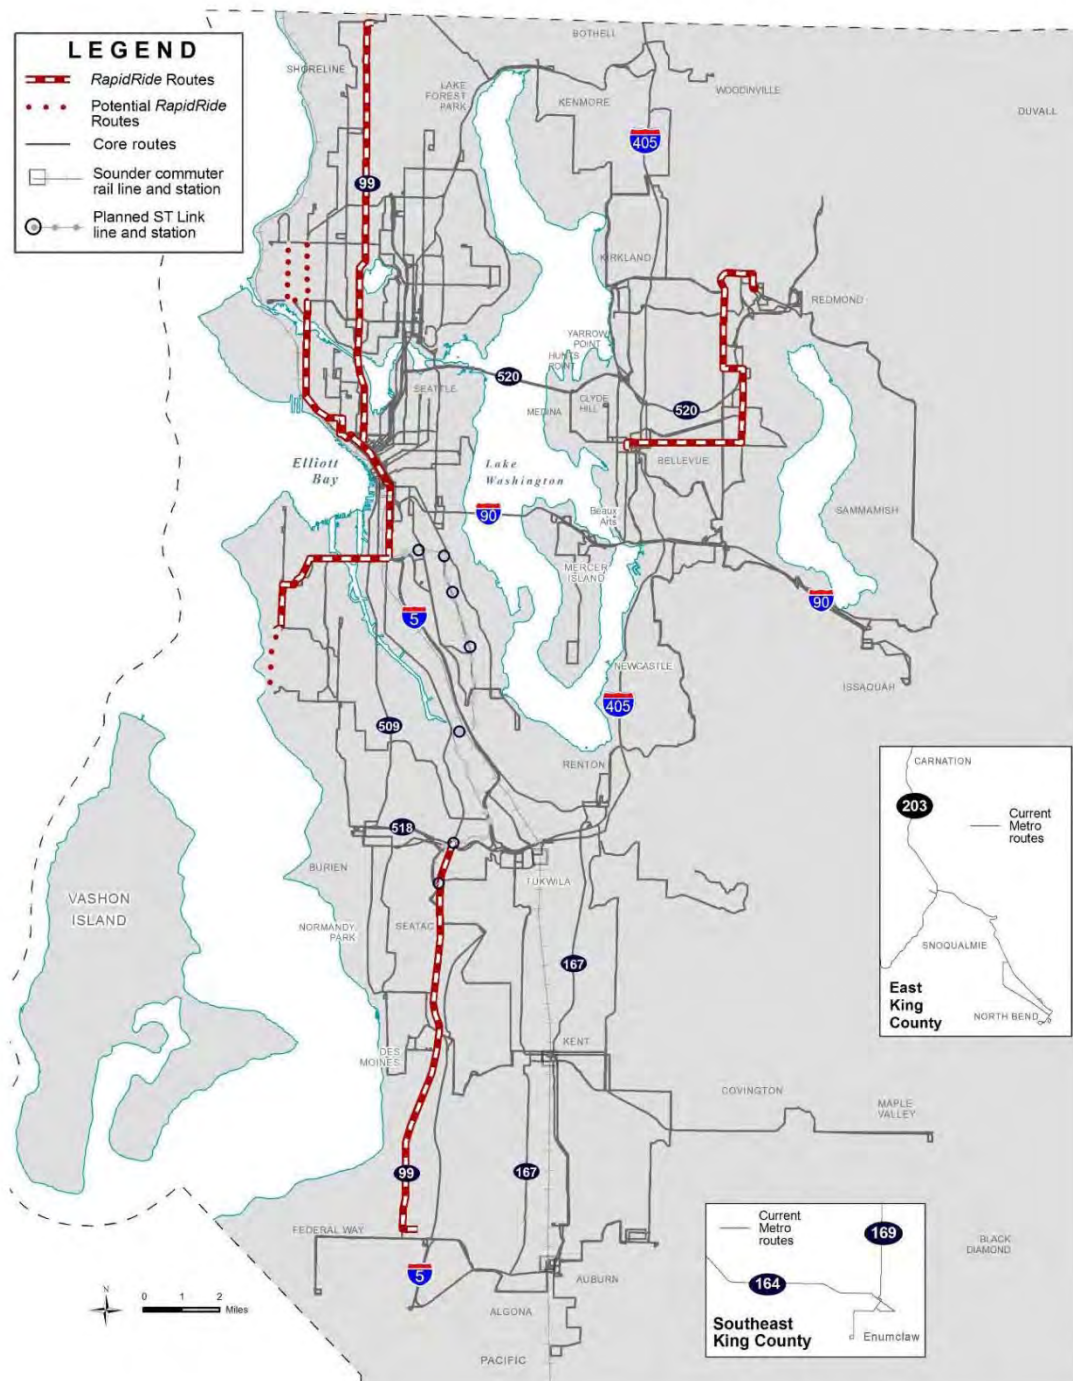 LEGEND
RapidRide Routes
Potential RapidRide
Routes
Core routes
Sounder commuter
rail line and station
Planned ST Link
line and station
BOTHELL
SHORELINE
LAKE
FOREST
PARK
KENMORE
WOODINVILLE
DUVALL
405
99
KIRKLAND
REDMOND
YARROW
POINT
HUNTS
POINT
520
SEATTLE
MEDINA
CLYDE
HILL
520
BELLEVUE
Elliott
Bay
Lake
Washington
90
Beaux
Arts
SAMMAMISH
MERCER
ISLAND
90
5
NEWCASTLE
ISSAQUAH
405
509
RENTON
CARNATION
203
Current
Metro
routes
SNOQUALMIE
East
King
County
NORTH BEND
518
BURIEN
TUKWILA
VASHON
ISLAND
NORMANDY
PARK
SEATAC
167
DES
MOINES
KENT
COVINGTON
MAPLE
VALLEY
99
167
FEDERAL WAY
5
AUBURN
ALGONA
PACIFIC
BLACK
DIAMOND
Current
Metro
routes
169
164
Southeast
King County
Enumclaw
N
0 1 2
Miles